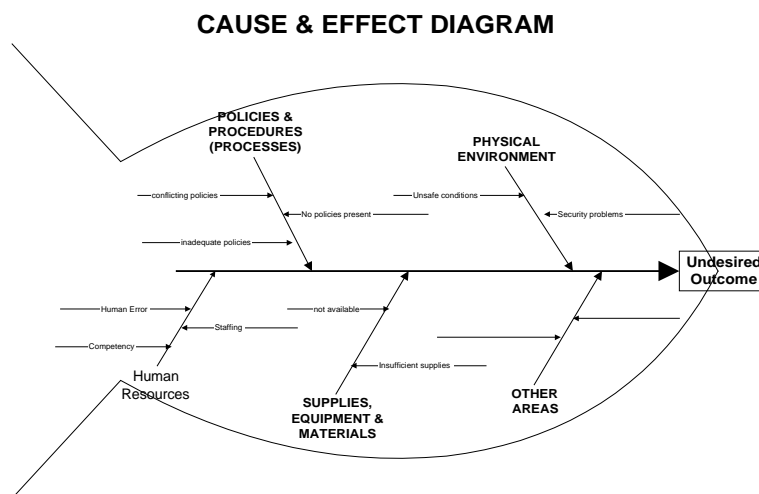 CAUSE & EFFECT DIAGRAM
POLICIES &
PROCEDURES
(PROCESSES)
PHYSICAL
ENVIRONMENT
conflicting policies
Unsafe conditions
No policies present
Security problems
inadequate policies
Undesired
Outcome
Human Error
not available
Staffing
Competency
Insufficient supplies
Human
Resources
SUPPLIES,
EQUIPMENT &
MATERIALS
OTHER
AREAS